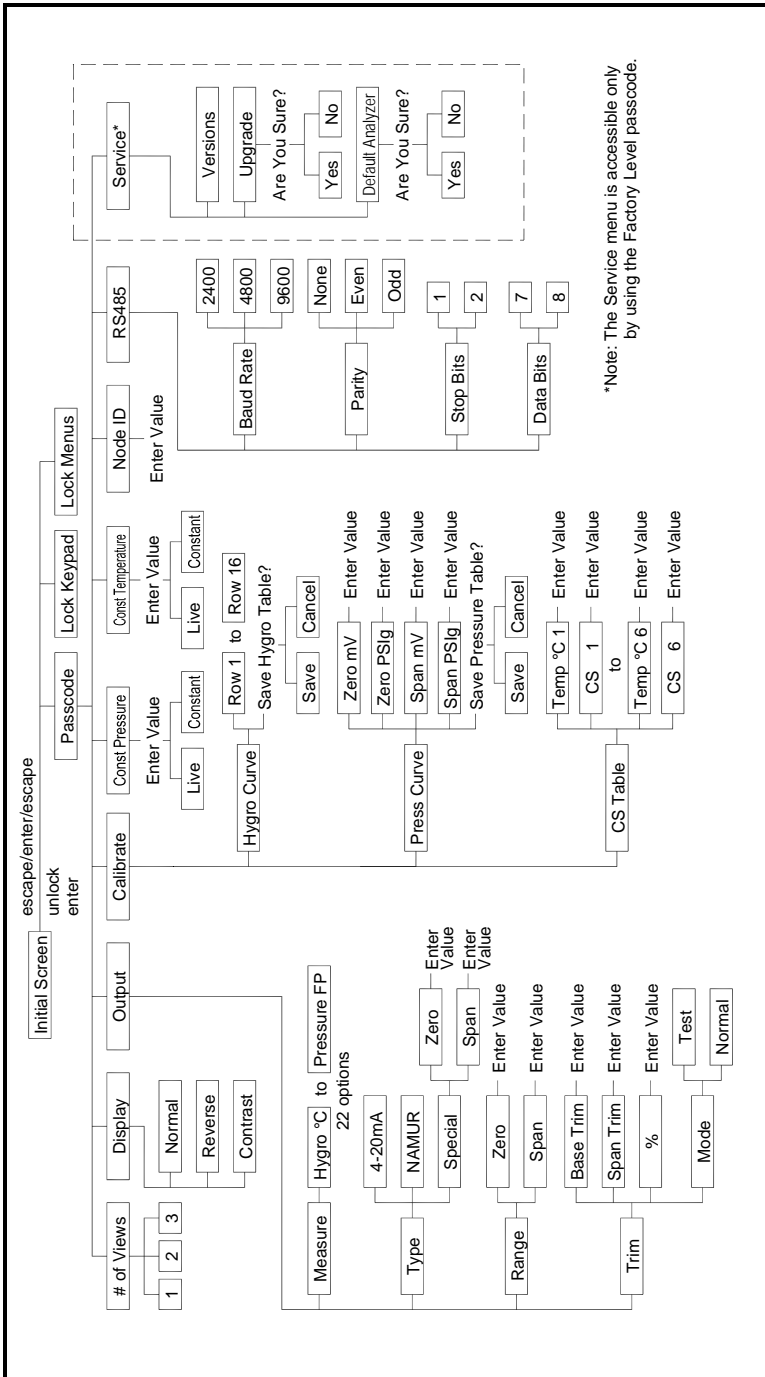 Initial Screen
escape/enter/escape
unlock
enter
Passcode
Lock Keypad
Lock Menus
# of Views
1
2
3
Display
Normal
Reverse
Contrast
Output
Measure
Hygro °C
to
Pressure FP
22 options
Type
4-20mA
NAMUR
Special
Zero
Enter
Value
Span
Enter
Value
Range
Zero
Enter Value
Span
Enter Value
Trim
Base Trim
Enter Value
Span Trim
Enter Value
%
Enter Value
Mode
Test
Normal
Calibrate
Hygro Curve
Row 1
to
Row 16
Save Hygro Table?
Save
Cancel
Press Curve
Zero mV
Enter Value
Zero PSIg
Enter Value
Span mV
Enter Value
Span PSIg
Enter Value
Save Pressure Table?
Save
Cancel
CS Table
Temp °C 1
Enter Value
CS 1
Enter Value
to
Temp °C 6
Enter Value
CS 6
Enter Value
Const Pressure
Enter Value
Live
Constant
Const Temperature
Enter Value
Live
Constant
Node ID
Enter Value
RS485
Baud Rate
2400
4800
9600
Parity
None
Even
Odd
Stop Bits
1
2
Data Bits
7
8
Service*
Versions
Upgrade
Are You Sure?
Yes
No
Default Analyzer
Are You Sure?
Yes
No
*Note: The Service menu is accessible only
by using the Factory Level passcode.